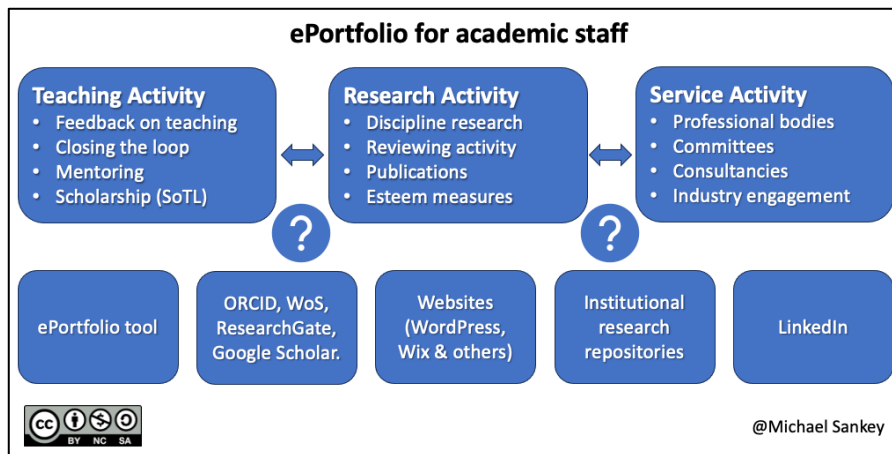 ePortfolio for academic staff
Teaching Activity
• Feedback on teaching
• Closing the loop
• Mentoring
• Scholarship (SoTL)
Research Activity
• Discipline research
• Reviewing activity
• Publications
• Esteem measures
Service Activity
• Professional bodies
• Committees
• Consultancies
• Industry engagement
?
?
ePortfolio tool
ORCID, WoS,
ResearchGate,
Google Scholar.
Websites
(WordPress,
Wix & others)
Institutional
research
repositories
LinkedIn
cc
BY NC SA
@Michael Sankey